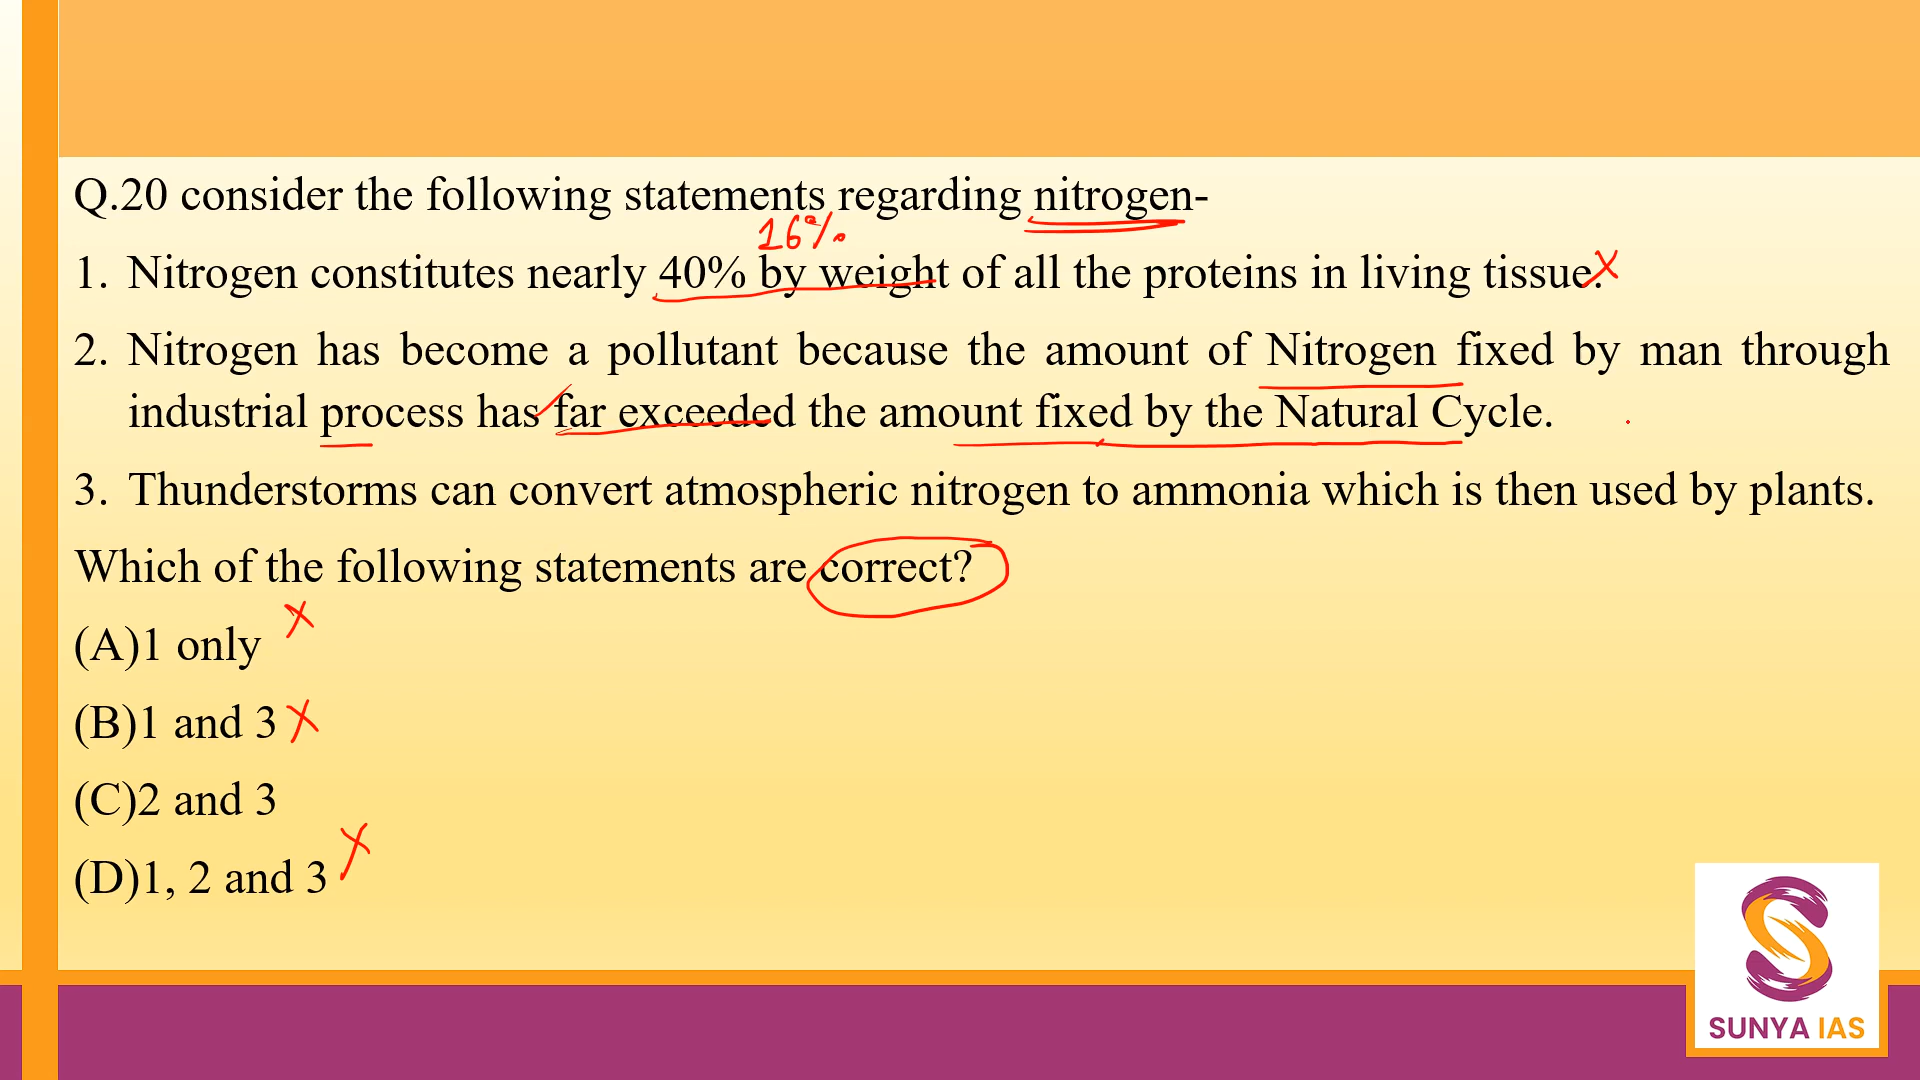 Q.20 consider the following statements regarding nitrogen-
16%
1. Nitrogen constitutes nearly 40% by weight of all the proteins in living tissue.
2. Nitrogen has become a pollutant because the amount of Nitrogen fixed by man through
industrial process has far exceeded the amount fixed by the Natural Cycle.
3. Thunderstorms can convert atmospheric nitrogen to ammonia which is then used by plants.
Which of the following statements are correct?
(A)1 only
(B)1 and 3
(C)2 and 3
(D)1, 2 and 3
SUNYA IAS